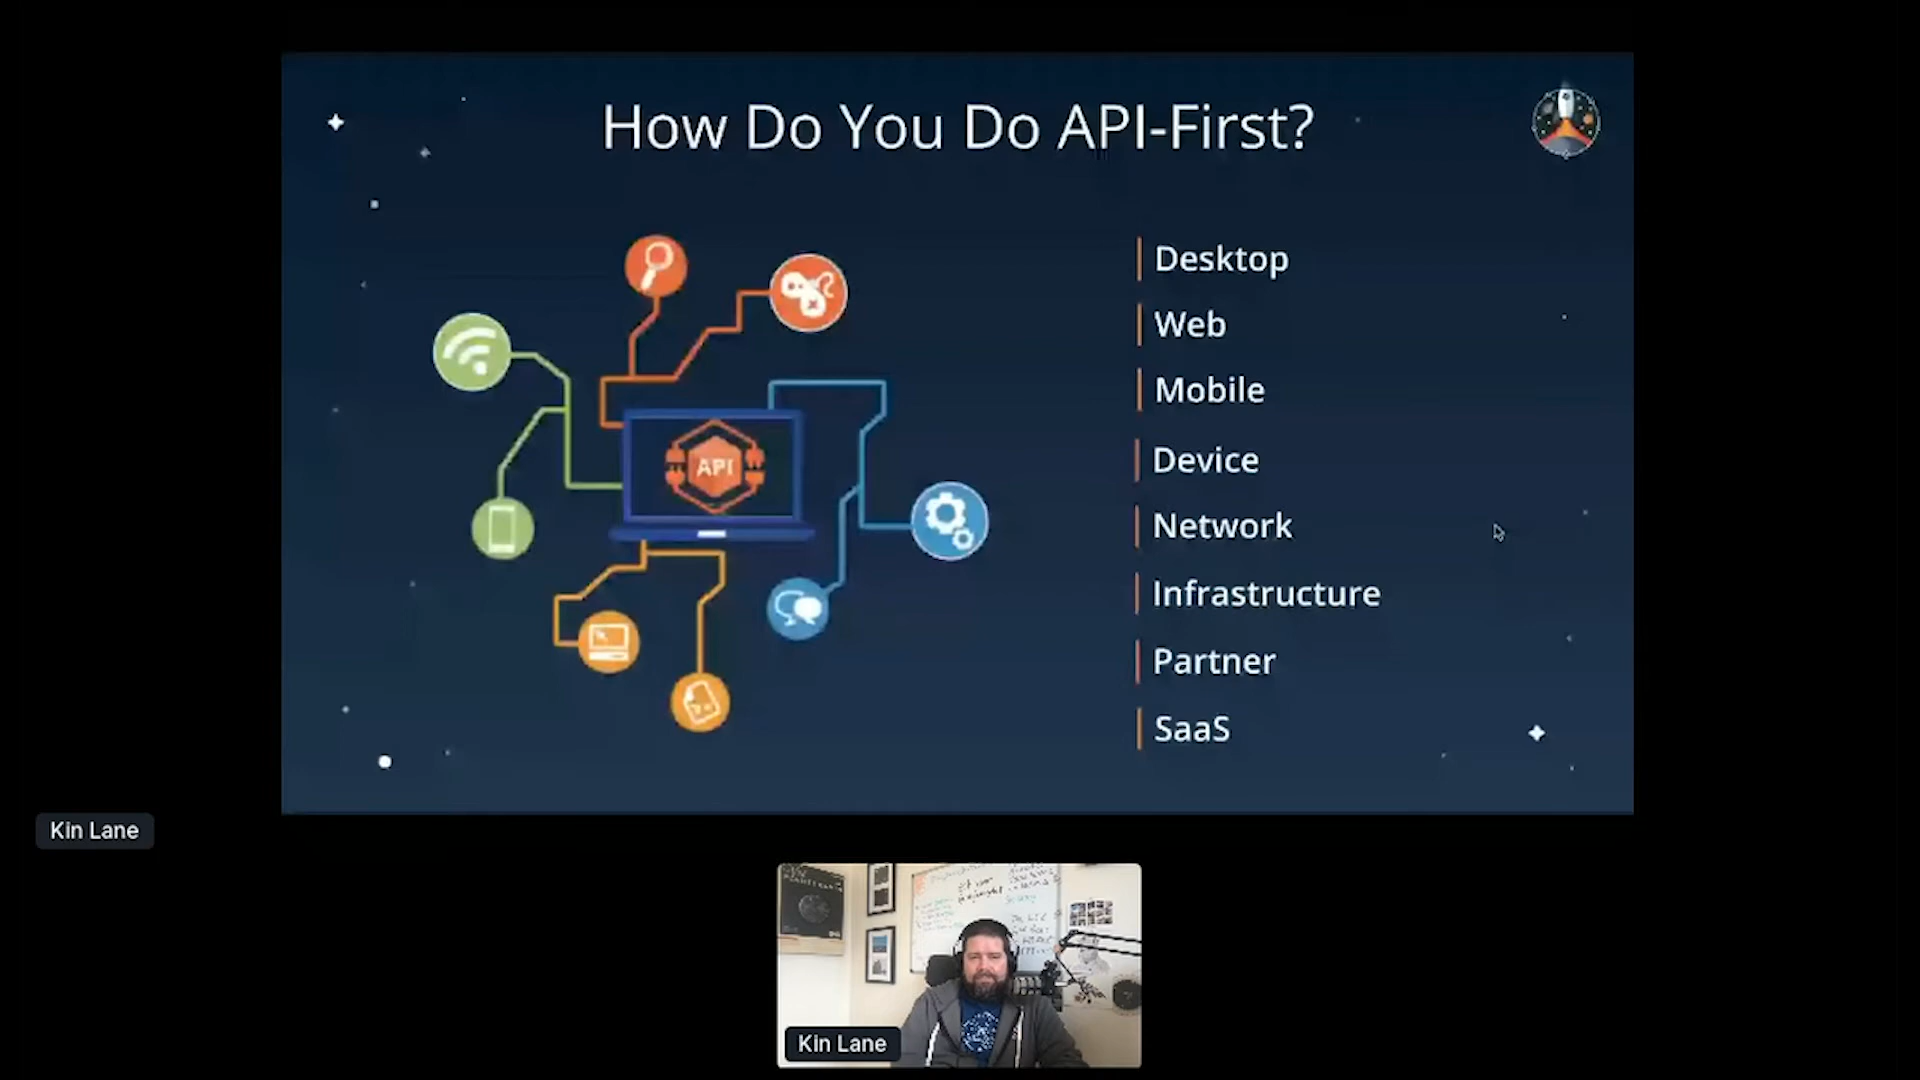 How Do You Do API-First?
API
Desktop
Web
Mobile
Device
Network
Infrastructure
Partner
SaaS
Kin Lane
Kin Lane